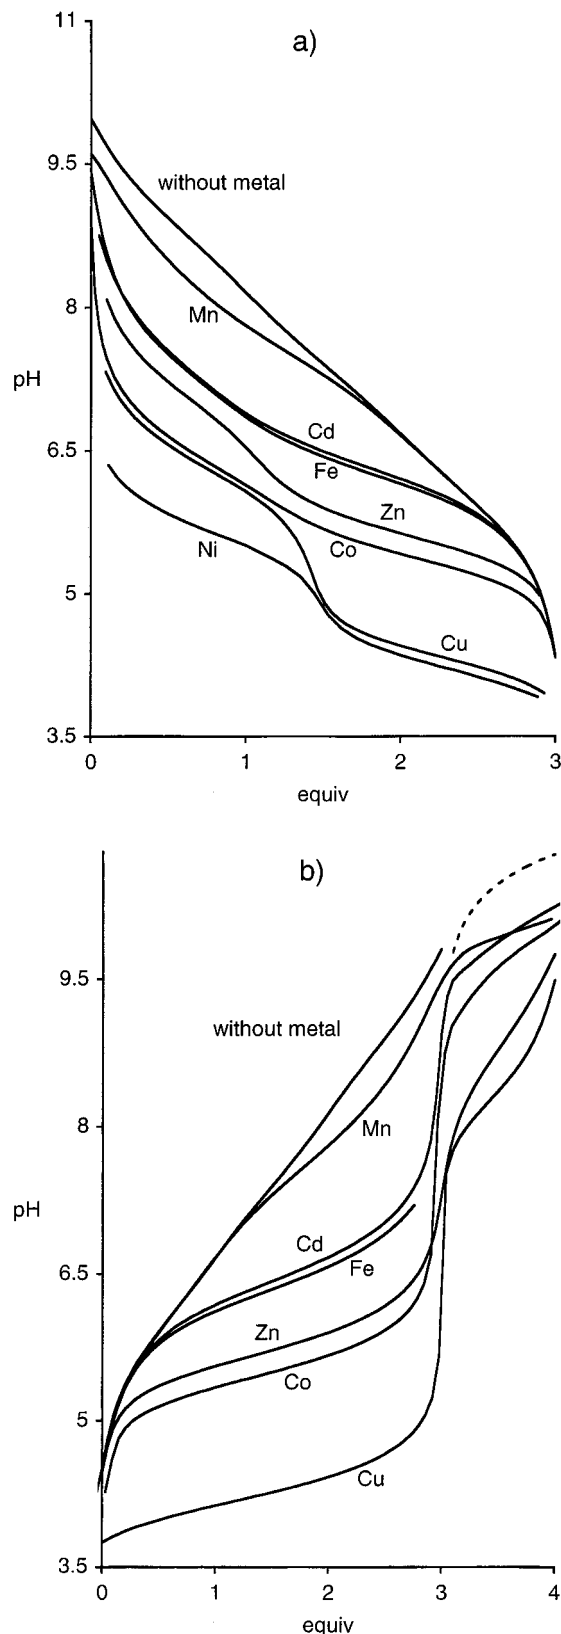 11
a)
9.5
without metal
8
Mn
pH
Cd
6.5
Fe
Zn
Ni
Co
5
Cu
3.5
0 1 2 3
equiv
b)
9.5
without metal
8
Mn
pH
Cd
Fe
6.5
Zn
Co
5
Cu
3.5
0 1 2 3 4
equiv